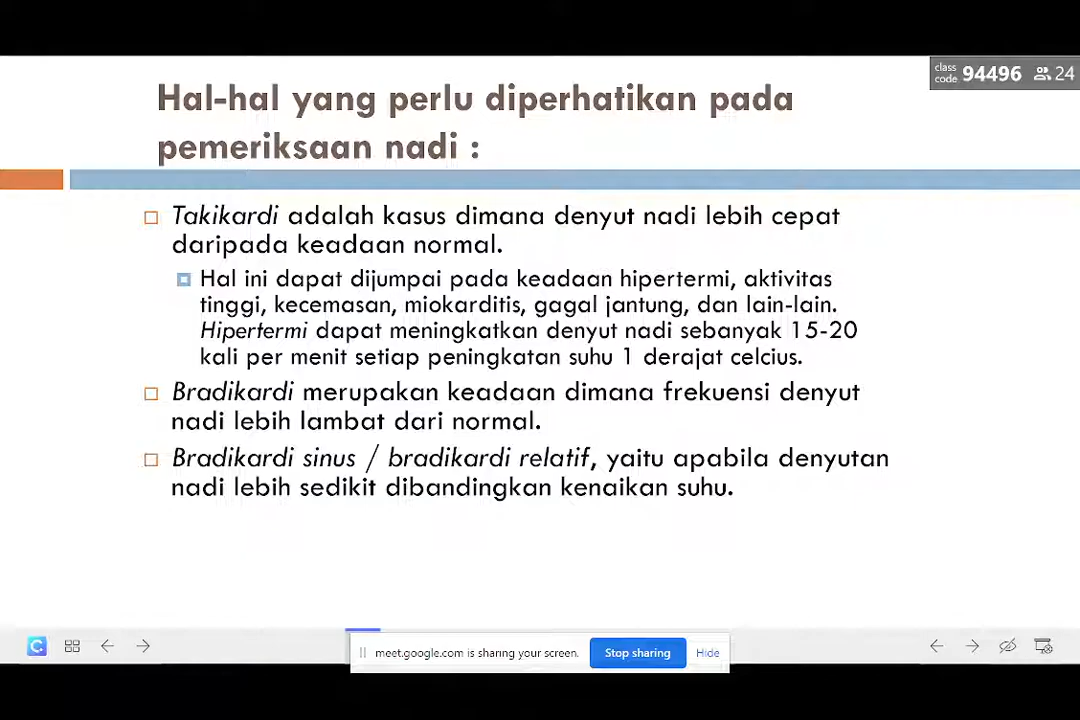 class
code 94496 24
Hal-hal yang perlu diperhatikan pada
pemeriksaan nadi :
Takikardi adalah kasus dimana denyut nadi lebih cepat
daripada keadaan normal.
Hal ini dapat dijumpai pada keadaan hipertermi, aktivitas
tinggi, kecemasan, miokarditis, gagal jantung, dan lain-lain.
Hipertermi dapat meningkatkan denyut nadi sebanyak 15-20
kali per menit setiap peningkatan suhu 1 derajat celcius.
Bradikardi merupakan keadaan dimana frekuensi denyut
nadi lebih lambat dari normal.
Bradikardi sinus / bradikardi relatif, yaitu apabila denyutan
nadi lebih sedikit dibandingkan kenaikan suhu.
meet.google.com is sharing your screen. Stop sharing Hide